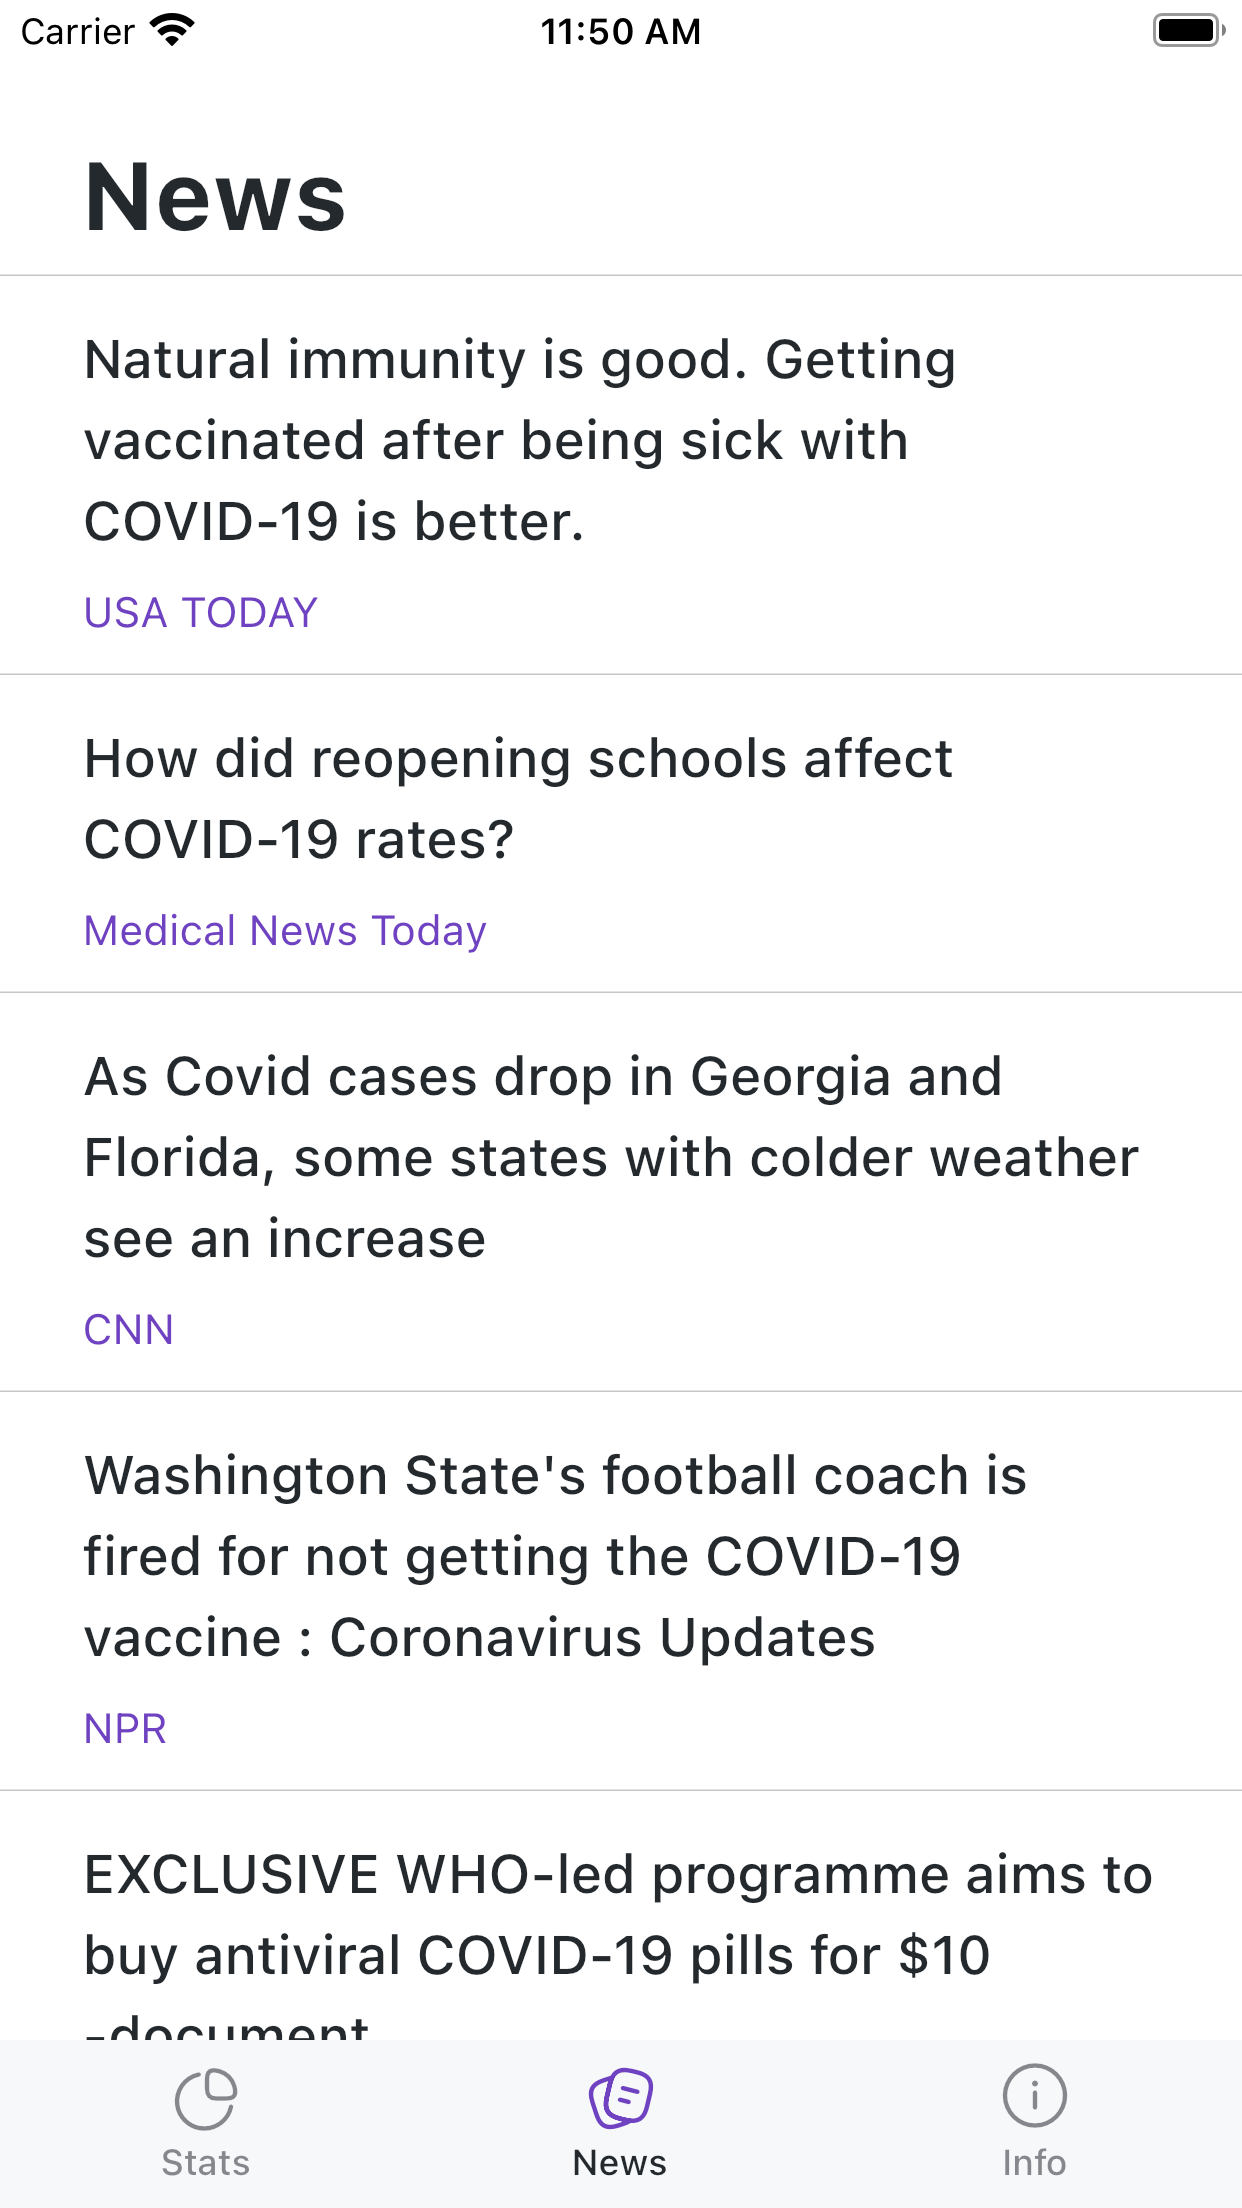 Carrier
11:50 AM
News
Natural immunity is good. Getting
vaccinated after being sick with
COVID-19 is better.
USA TODAY
How did reopening schools affect
COVID-19 rates?
Medical News Today
As Covid cases drop in Georgia and
Florida, some states with colder weather
see an increase
CNN
Washington State's football coach is
fired for not getting the COVID-19
vaccine : Coronavirus Updates
NPR
EXCLUSIVE WHO-led programme aims to
buy antiviral COVID-19 pills for $10
-document
Stats
News
Info